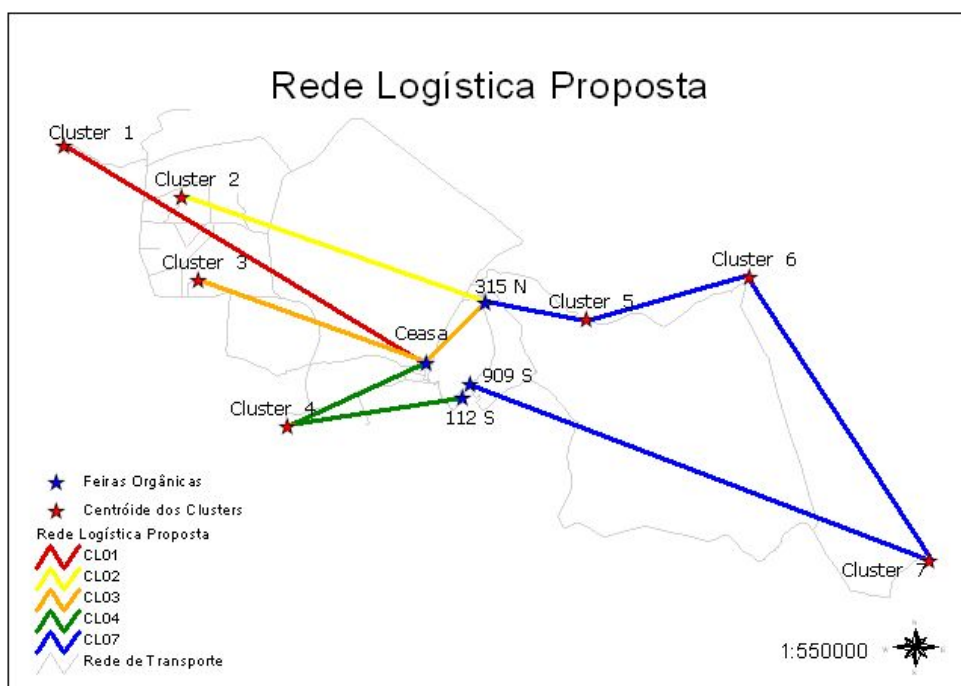 Rede Logística Proposta
Cluster 1
Cluster 2
Cluster 3
Cluster 6
315 N
Cluster 5
Ceasa
909 S
112 S
Cluster 4
Cluster 7
Feiras Orgânicas
Centróide dos Clusters
Rede Logística Proposta
CL01
CL02
CL03
CL04
CL07
Rede de Transporte
1:550000